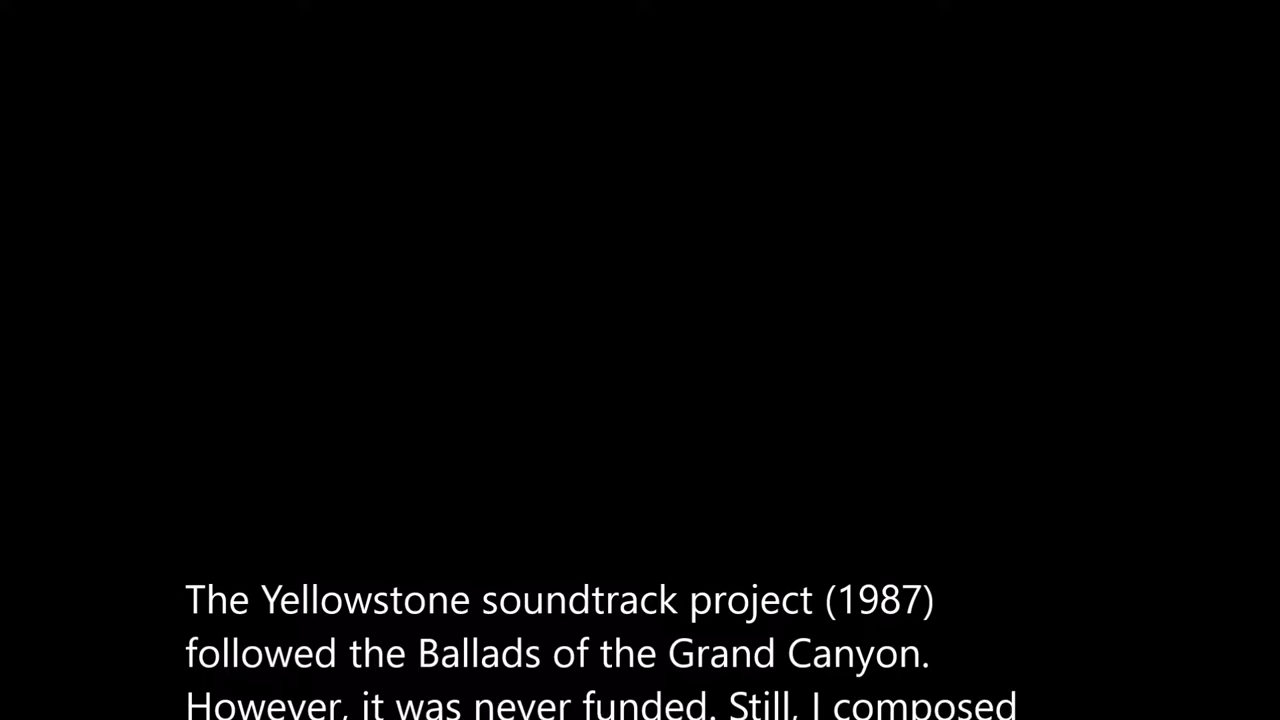 The Yellowstone soundtrack project (1987)
followed the Ballads of the Grand Canyon.
However, it was never funded. Still, I composed